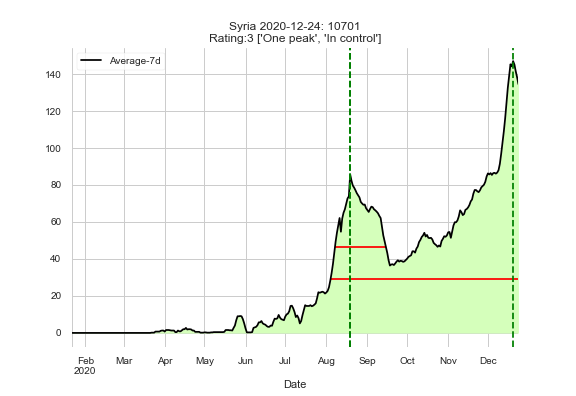 Syria 2020-12-24: 10701
Rating:3 ['One peak', 'In control']
Average-7d
140
120
100
80
60
40
20
0
Feb Mar Apr May Jun Jul Aug Sep Oct Nov Dec
2020
Date